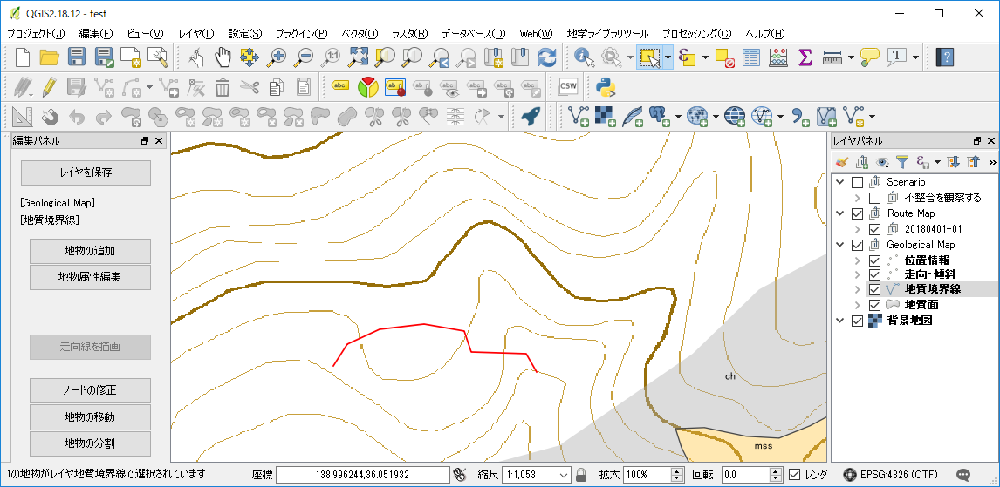 QGIS2.18.12 - test
プロジェクト(J) 編集(E) ビュー(V) レイヤ(L) 設定(S) プラグイン(P) ベクタ(O) ラスタ(R) データベース(D) Web(W) 地学ライブラリツール プロセッシング(C) ヘルプ(H)
1:1 T ?
abc ab abc abc abc abc abc CSW
編集パネル
レイヤを保存
[Geological Map]
[地質境界線]
地物の追加
地物属性編集
走向線を描画
ノードの修正
地物の移動
地物の分割
ch
mss
レイヤパネル
Scenario
不整合を観察する
Route Map
20180401-01
Geological Map
位置情報
走向・傾斜
地質境界線
地質面
背景地図
1の地物がレイヤ地質境界線で選択されています. 座標 138.996244,36.051932 縮尺 1:1,053 拡大 100% 回転 0.0 レンダ EPSG:4326 (OTF)